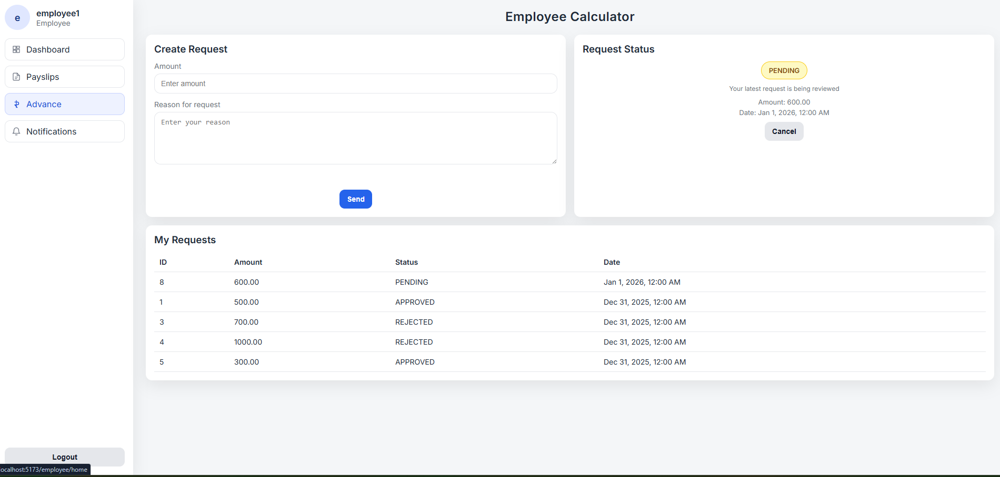 e
employee1
Employee
Dashboard
Payslips
Advance
Notifications
Logout
localhost:5173/employee/home
Employee Calculator
Create Request
Amount
Enter amount
Reason for request
Enter your reason
Send
Request Status
PENDING
Your latest request is being reviewed
Amount: 600.00
Date: Jan 1, 2026, 12:00 AM
Cancel
My Requests
ID Amount Status Date
8 600.00 PENDING Jan 1, 2026, 12:00 AM
1 500.00 APPROVED Dec 31, 2025, 12:00 AM
3 700.00 REJECTED Dec 31, 2025, 12:00 AM
4 1000.00 REJECTED Dec 31, 2025, 12:00 AM
5 300.00 APPROVED Dec 31, 2025, 12:00 AM